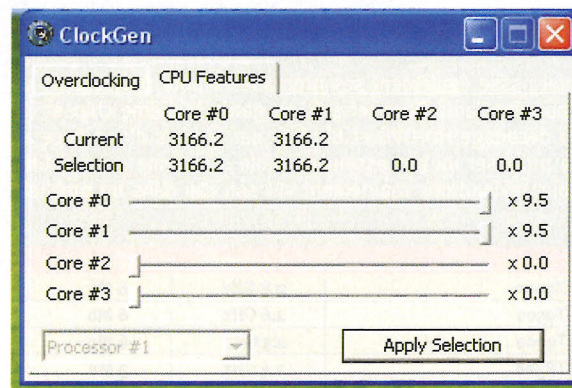 ClockGen
Overclocking CPU Features
Core #0 Core #1 Core #2 Core #3
Current 3166.2 3166.2
Selection 3166.2 3166.2 0.0 0.0
Core #0 x 9.5
Core #1 x 9.5
Core #2 x 0.0
Core #3 x 0.0
Processor #1 Apply Selection